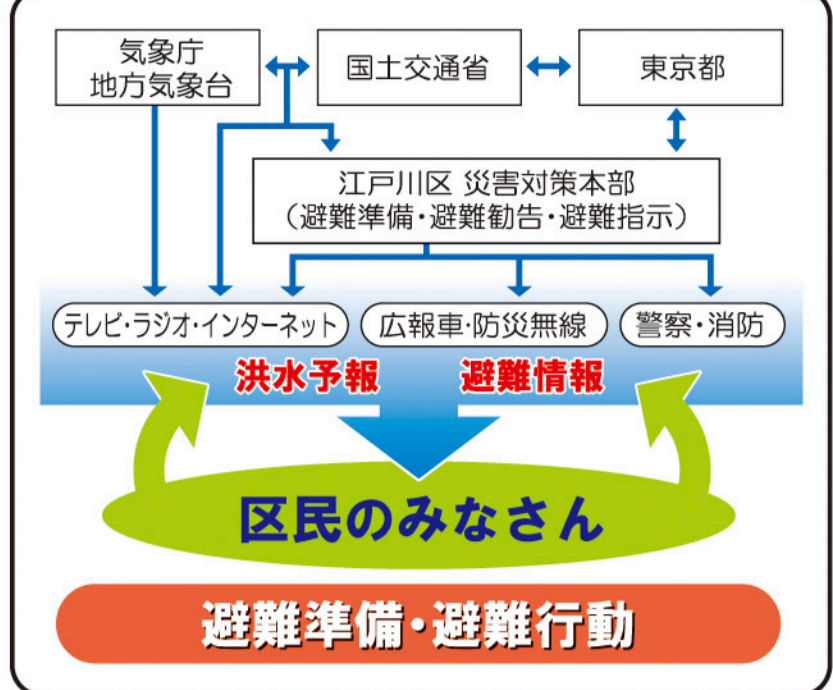 気象庁
地方気象台
国土交通省
東京都
江戸川区 災害対策本部
（避難準備・避難勧告・避難指示）
テレビ・ラジオ・インターネット
広報車・防災無線
警察・消防
洪水予報
避難情報
区民のみなさん
避難準備・避難行動